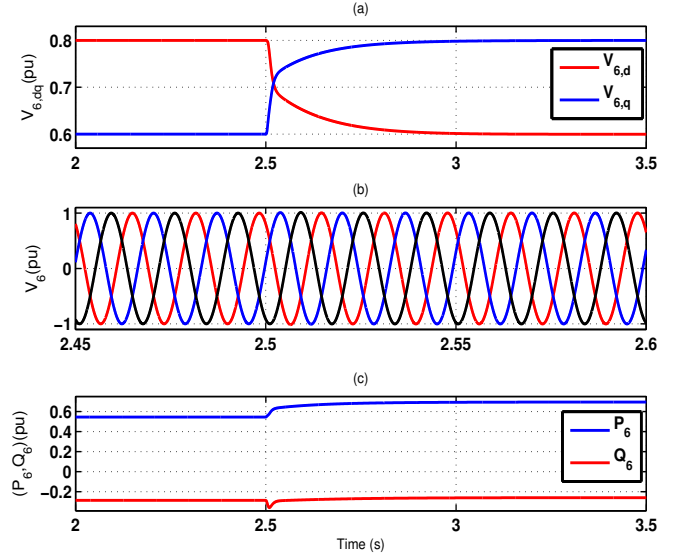 (a)
V6,dq(pu)
0.8
0.7
0.6
V6,d
V6,q
2
2.5
3
3.5
(b)
V6(pu)
1
0
−1
2.45
2.5
2.55
2.6
(c)
(P6,Q6)(pu)
0.6
0.4
0.2
0
−0.2
P6
Q6
2
2.5
3
3.5
Time (s)